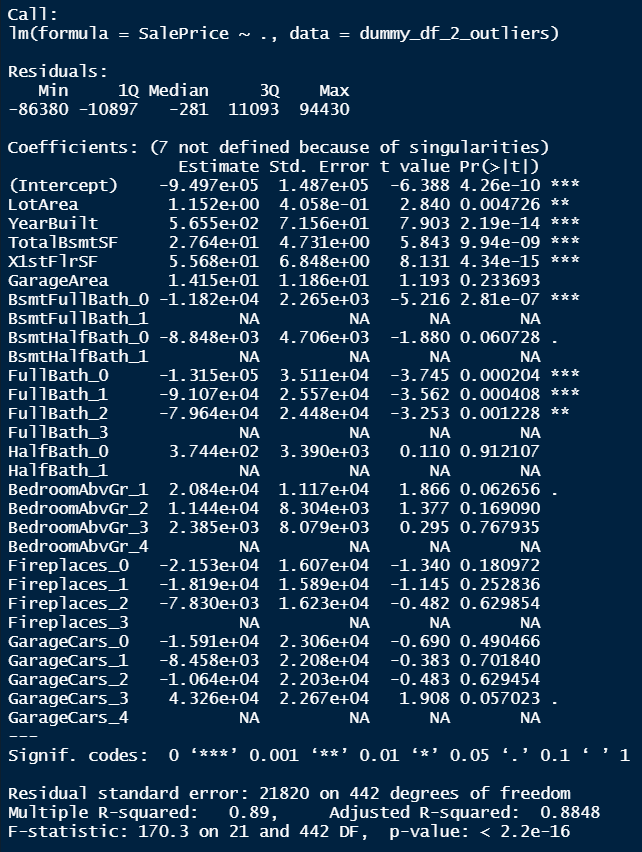 Call:
lm(formula = SalePrice ~ ., data = dummy_df_2_outliers)
Residuals:
Min 1Q Median 3Q Max
-86380 -10897 -281 11093 94430
Coefficients: (7 not defined because of singularities)
Estimate Std. Error t value Pr(>|t|)
(Intercept) -9.497e+05 1.487e+05 -6.388 4.26e-10 ***
LotArea 1.152e+00 4.058e-01 2.840 0.004726 **
YearBuilt 5.655e+02 7.156e+01 7.903 2.19e-14 ***
TotalBsmtSF 2.764e+01 4.731e+00 5.843 9.94e-09 ***
X1stFlrSF 5.568e+01 6.848e+00 8.131 4.34e-15 ***
GarageArea 1.415e+01 1.186e+01 1.193 0.233693
BsmtFullBath_0 -1.182e+04 2.265e+03 -5.216 2.81e-07 ***
BsmtFullBath_1 NA NA NA NA
BsmtHalfBath_0 -8.848e+03 4.706e+03 -1.880 0.060728 .
BsmtHalfBath_1 NA NA NA NA
FullBath_0 -1.315e+05 3.511e+04 -3.745 0.000204 ***
FullBath_1 -9.107e+04 2.557e+04 -3.562 0.000408 ***
FullBath_2 -7.964e+04 2.448e+04 -3.253 0.001228 **
FullBath_3 NA NA NA NA
HalfBath_0 3.744e+02 3.390e+03 0.110 0.912107
HalfBath_1 NA NA NA NA
BedroomAbvGr_1 2.084e+04 1.117e+04 1.866 0.062656 .
BedroomAbvGr_2 1.144e+04 8.304e+03 1.377 0.169090
BedroomAbvGr_3 2.385e+03 8.079e+03 0.295 0.767935
BedroomAbvGr_4 NA NA NA NA
Fireplaces_0 -2.153e+04 1.607e+04 -1.340 0.180972
Fireplaces_1 -1.819e+04 1.589e+04 -1.145 0.252836
Fireplaces_2 -7.830e+03 1.623e+04 -0.482 0.629854
Fireplaces_3 NA NA NA NA
GarageCars_0 -1.591e+04 2.306e+04 -0.690 0.490466
GarageCars_1 -8.458e+03 2.208e+04 -0.383 0.701840
GarageCars_2 -1.064e+04 2.203e+04 -0.483 0.629454
GarageCars_3 4.326e+04 2.267e+04 1.908 0.057023 .
GarageCars_4 NA NA NA NA
---
Signif. codes: 0 ‘***’ 0.001 ‘**’ 0.01 ‘*’ 0.05 ‘.’ 0.1 ‘ ’ 1
Residual standard error: 21820 on 442 degrees of freedom
Multiple R-squared: 0.89, Adjusted R-squared: 0.8848
F-statistic: 170.3 on 21 and 442 DF, p-value: < 2.2e-16